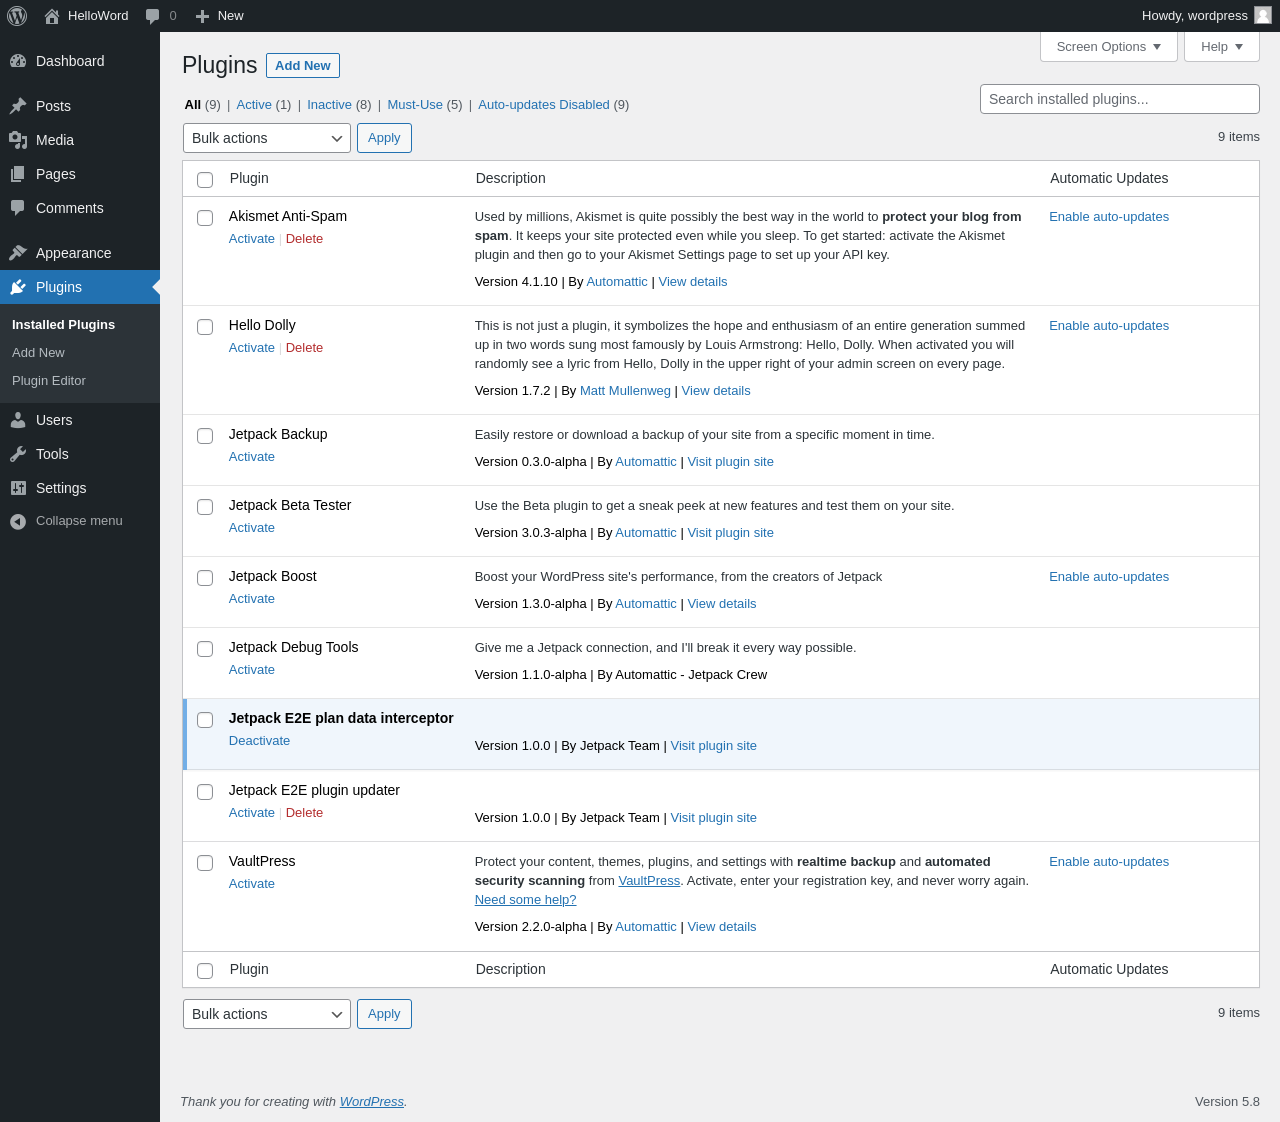 HelloWord 0 New Howdy, wordpress
Screen Options Help
Dashboard
Posts
Media
Pages
Comments
Appearance
Plugins
Installed Plugins
Add New
Plugin Editor
Users
Tools
Settings
Collapse menu
Plugins Add New
All (9) | Active (1) | Inactive (8) | Must-Use (5) | Auto-updates Disabled (9)
Search installed plugins...
Bulk actions Apply 9 items
Plugin Description Automatic Updates
Akismet Anti-Spam
Activate | Delete
Used by millions, Akismet is quite possibly the best way in the world to protect your blog from
spam. It keeps your site protected even while you sleep. To get started: activate the Akismet
plugin and then go to your Akismet Settings page to set up your API key.
Version 4.1.10 | By Automattic | View details
Enable auto-updates
Hello Dolly
Activate | Delete
This is not just a plugin, it symbolizes the hope and enthusiasm of an entire generation summed
up in two words sung most famously by Louis Armstrong: Hello, Dolly. When activated you will
randomly see a lyric from Hello, Dolly in the upper right of your admin screen on every page.
Version 1.7.2 | By Matt Mullenweg | View details
Enable auto-updates
Jetpack Backup
Activate
Easily restore or download a backup of your site from a specific moment in time.
Version 0.3.0-alpha | By Automattic | Visit plugin site
Jetpack Beta Tester
Activate
Use the Beta plugin to get a sneak peek at new features and test them on your site.
Version 3.0.3-alpha | By Automattic | Visit plugin site
Jetpack Boost
Activate
Boost your WordPress site's performance, from the creators of Jetpack
Version 1.3.0-alpha | By Automattic | View details
Enable auto-updates
Jetpack Debug Tools
Activate
Give me a Jetpack connection, and I'll break it every way possible.
Version 1.1.0-alpha | By Automattic - Jetpack Crew
Jetpack E2E plan data interceptor
Deactivate
Version 1.0.0 | By Jetpack Team | Visit plugin site
Jetpack E2E plugin updater
Activate | Delete
Version 1.0.0 | By Jetpack Team | Visit plugin site
VaultPress
Activate
Protect your content, themes, plugins, and settings with realtime backup and automated
security scanning from VaultPress. Activate, enter your registration key, and never worry again.
Need some help?
Version 2.2.0-alpha | By Automattic | View details
Enable auto-updates
Plugin Description Automatic Updates
Bulk actions Apply 9 items
Thank you for creating with WordPress. Version 5.8